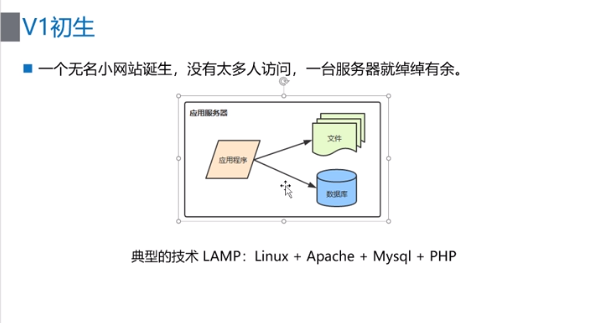 V1初生
一个无名小网站诞生，没有太多人访问，一台服务器就绰绰有余。
应用服务器
文件
应用程序
数据库
典型的技术 LAMP：Linux + Apache + Mysql + PHP